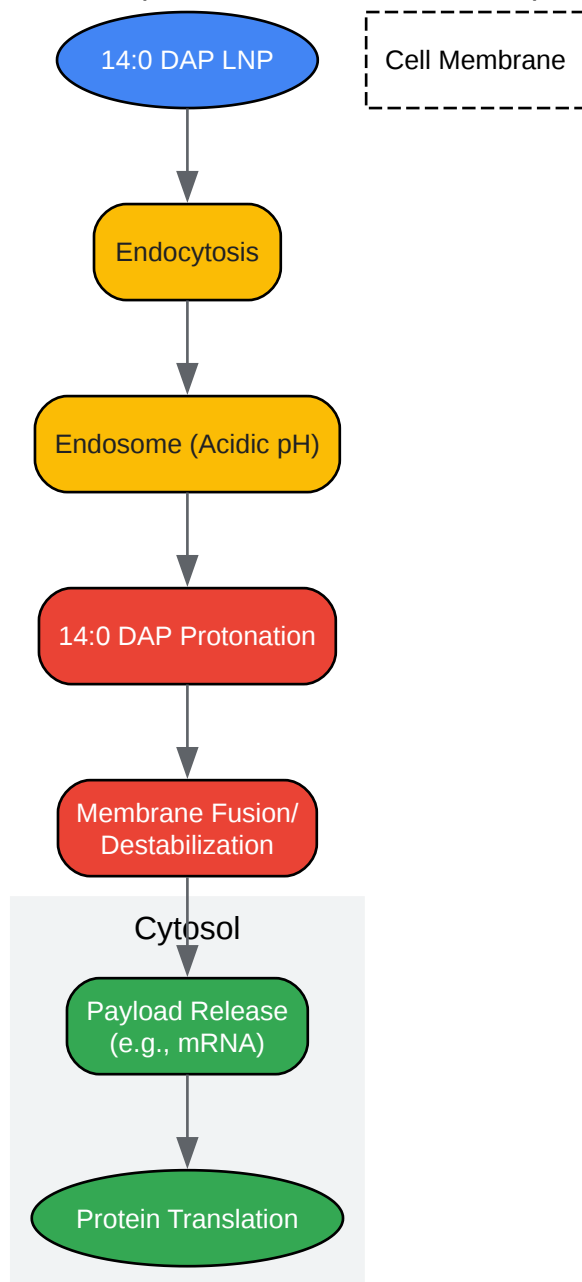 14:0 DAP LNP
Cell Membrane
Endocytosis
Endosome (Acidic pH)
14:0 DAP Protonation
Membrane Fusion/
Destabilization
Cytosol
Payload Release
(e.g., mRNA)
Protein Translation